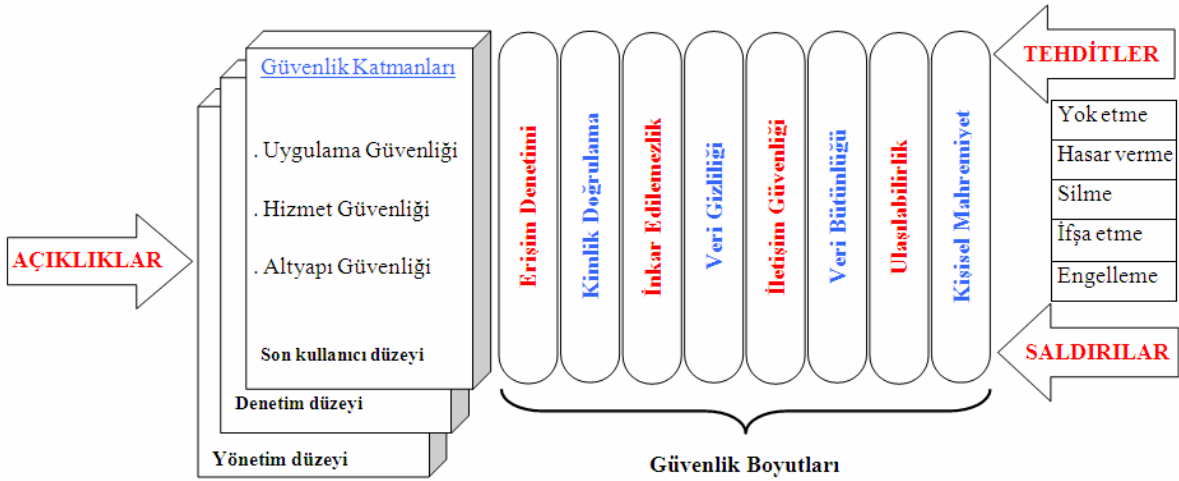 AÇIKLIKLAR
Güvenlik Katmanları
. Uygulama Güvenliği
. Hizmet Güvenliği
. Altyapı Güvenliği
Son kullanıcı düzeyi
Denetim düzeyi
Yönetim düzeyi
Erişim Denetimi
Kimlik Doğrulama
İnkar Edilemezlik
Veri Gizliliği
İletişim Güvenliği
Veri Bütünlüğü
Ulaşılabilirlik
Kişisel Mahremiyet
Güvenlik Boyutları
TEHDİTLER
Yok etme
Hasar verme
Silme
İfşa etme
Engelleme
SALDIRILAR